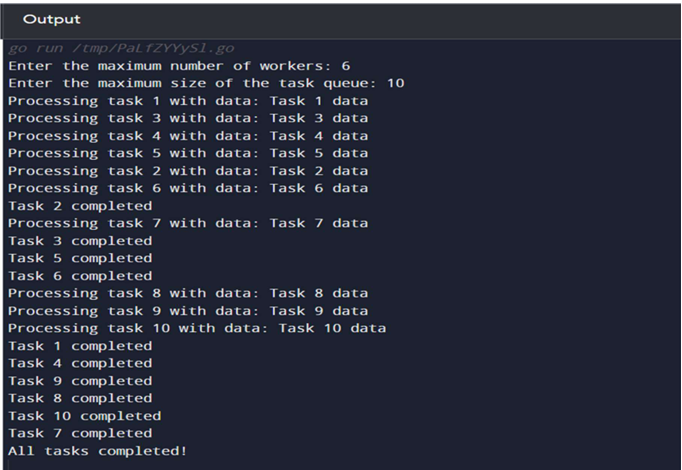 Output
go run /tmp/PaLfZYYySl.go
Enter the maximum number of workers: 6
Enter the maximum size of the task queue: 10
Processing task 1 with data: Task 1 data
Processing task 3 with data: Task 3 data
Processing task 4 with data: Task 4 data
Processing task 5 with data: Task 5 data
Processing task 2 with data: Task 2 data
Processing task 6 with data: Task 6 data
Task 2 completed
Processing task 7 with data: Task 7 data
Task 3 completed
Task 5 completed
Task 6 completed
Processing task 8 with data: Task 8 data
Processing task 9 with data: Task 9 data
Processing task 10 with data: Task 10 data
Task 1 completed
Task 4 completed
Task 9 completed
Task 8 completed
Task 10 completed
Task 7 completed
All tasks completed!